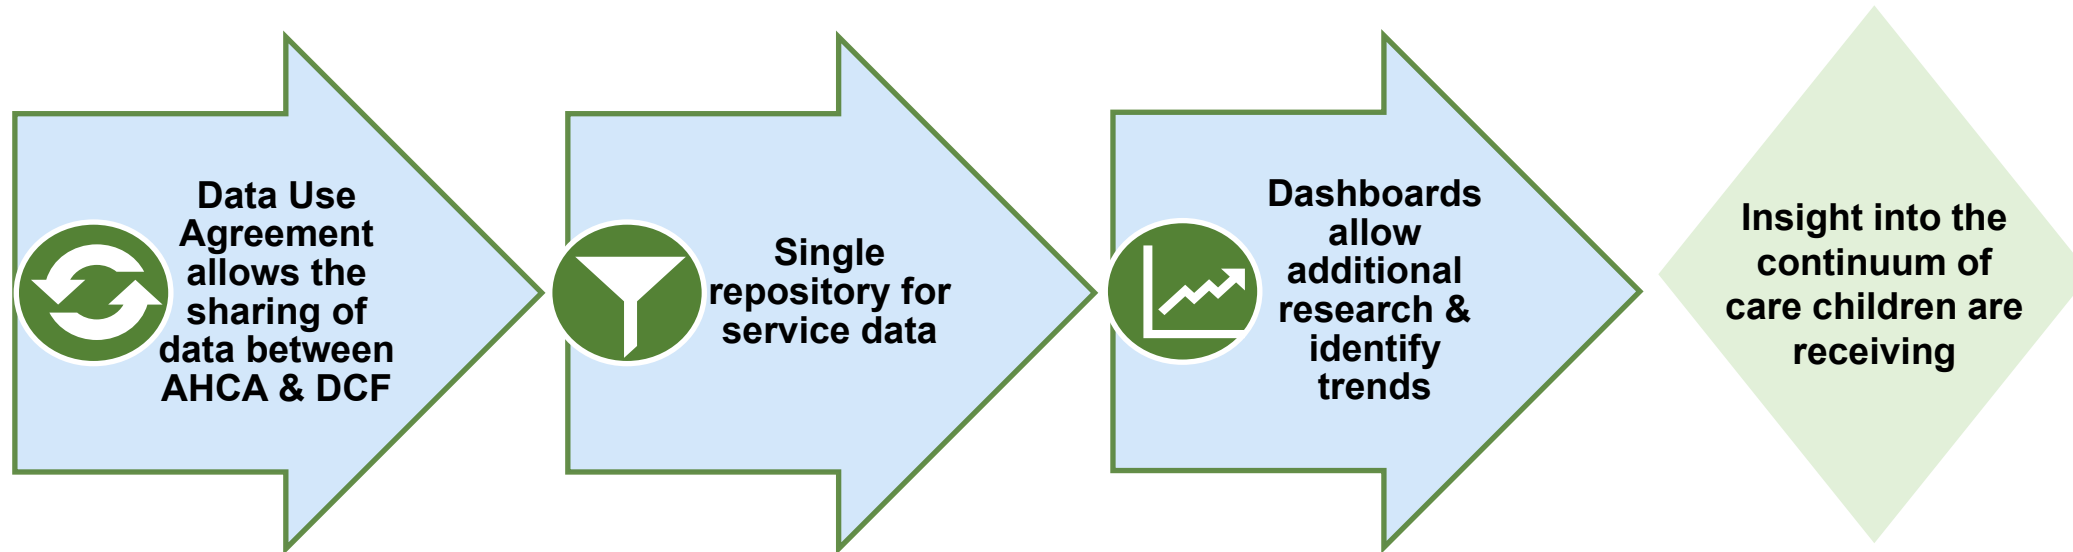 Data Use
Agreement
allows the
sharing of
data between
AHCA & DCF
Single
repository for
service data
Dashboards
allow
additional
research &
identify
trends
Insight into the
continuum of
care children are
receiving